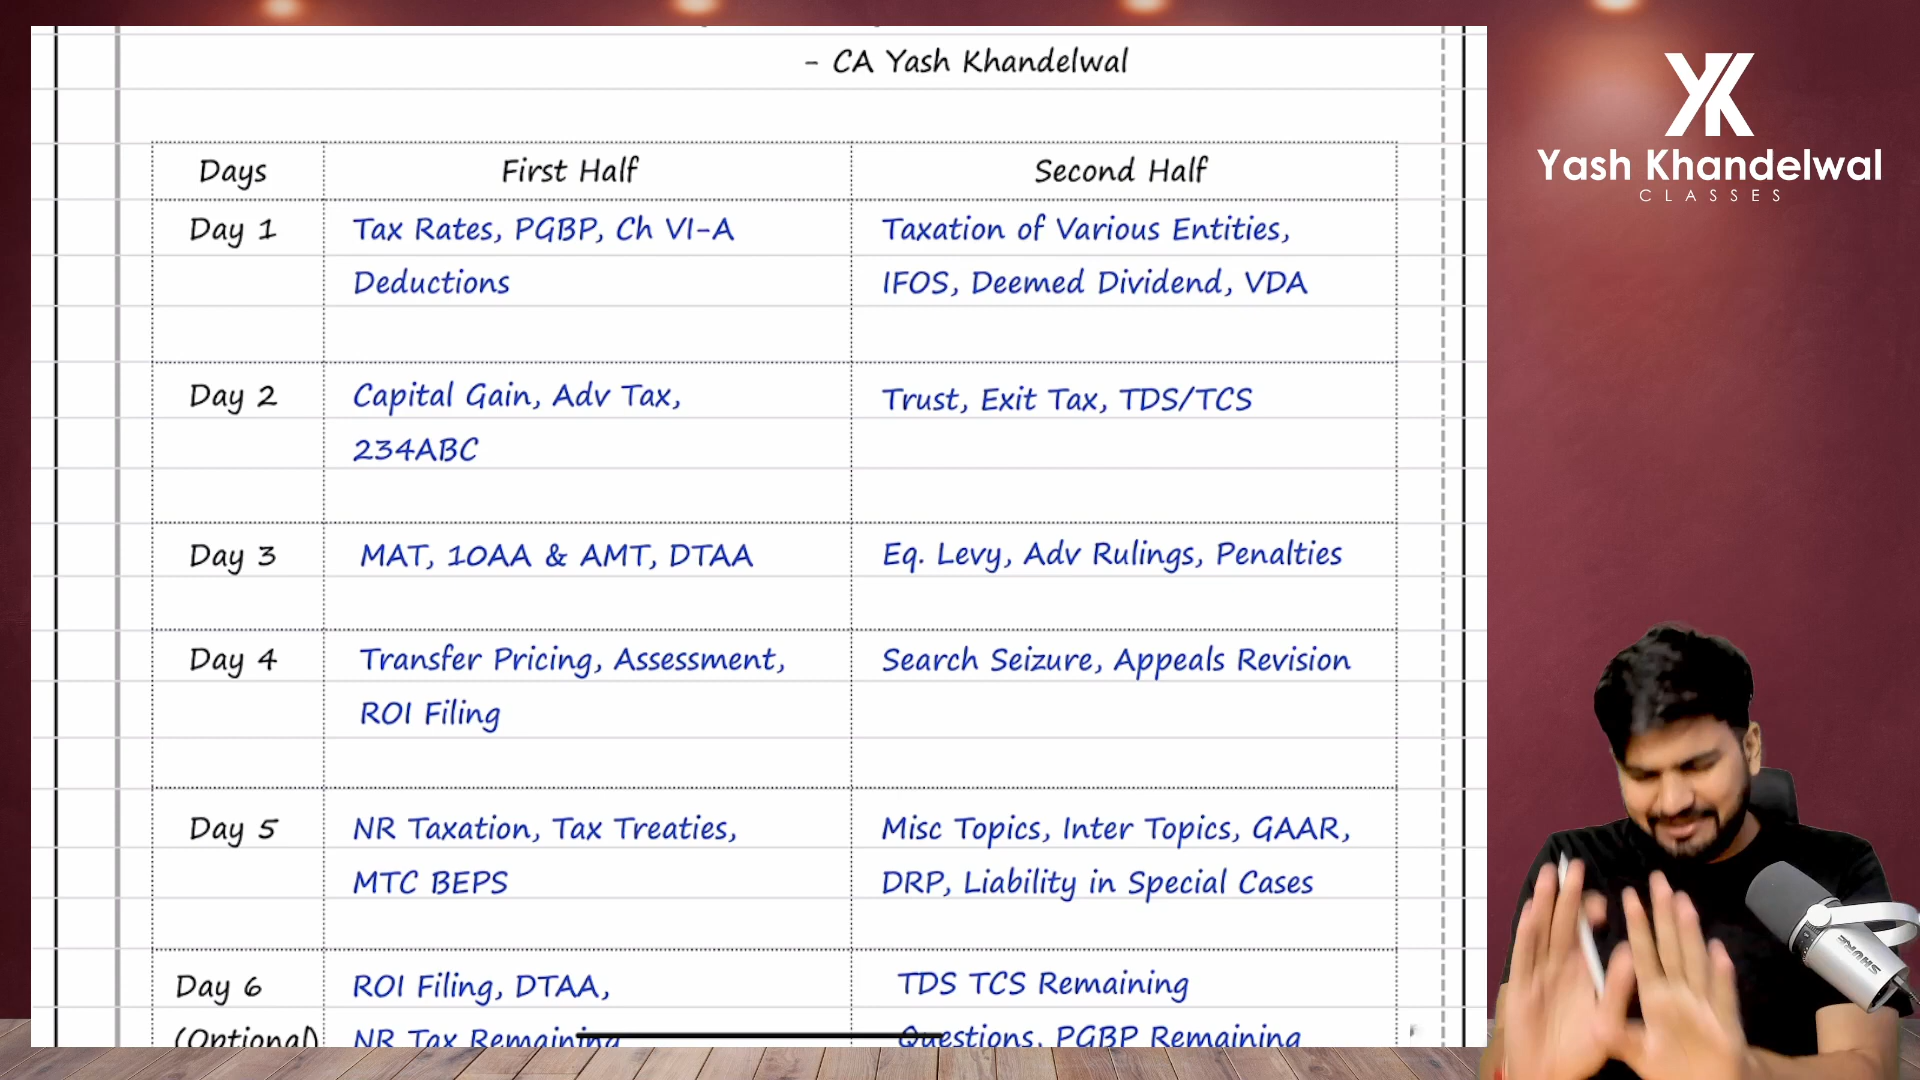 - CA Yash Khandelwal
Days First Half Second Half
Day 1 Tax Rates, PGBP, Ch VI-A Taxation of Various Entities,
Deductions IFOS, Deemed Dividend, VDA
Day 2 Capital Gain, Adv Tax, Trust, Exit Tax, TDS/TCS
234ABC
Day 3 MAT, 10AA & AMT, DTAA Eq. Levy, Adv Rulings, Penalties
Day 4 Transfer Pricing, Assessment, Search Seizure, Appeals Revision
ROI Filing
Day 5 NR Taxation, Tax Treaties, Misc Topics, Inter Topics, GAAR,
MTC BEPS DRP, Liability in Special Cases
Day 6 ROI Filing, DTAA, TDS TCS Remaining
(Optional) NR Tax Remaining Questions, PGBP Remaining
YK
Yash Khandelwal
CLASSES
SHURE